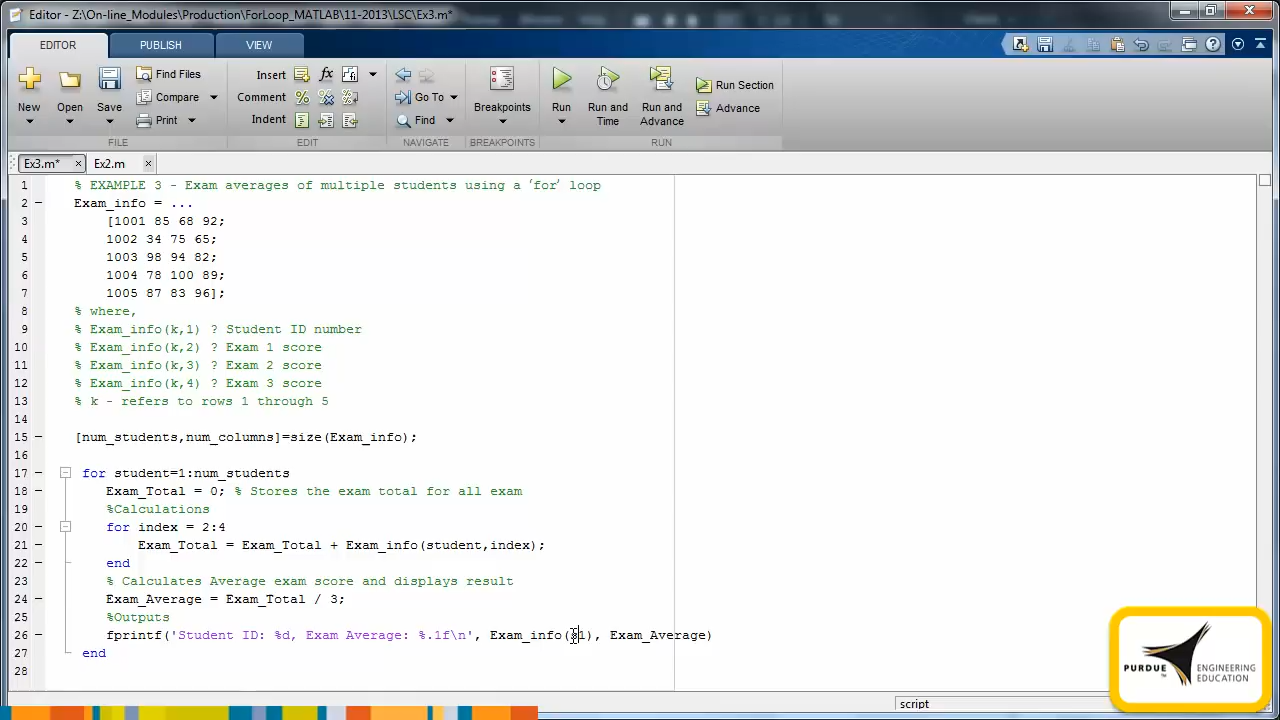 Editor - Z:\On-line_Modules\Production\ForLoop_MATLAB\11-2013\LSC\Ex3.m*
EDITOR PUBLISH VIEW
New Open Save Find Files Compare Print
Insert Comment Indent
Go To Find
Breakpoints Run Run and Time Run and Advance Run Section Advance
FILE EDIT NAVIGATE BREAKPOINTS RUN
Ex3.m* Ex2.m
1 % EXAMPLE 3 - Exam averages of multiple students using a 'for' loop
2 Exam_info = ...
3 [1001 85 68 92;
4 1002 34 75 65;
5 1003 98 94 82;
6 1004 78 100 89;
7 1005 87 83 96];
8 % where,
9 % Exam_info(k,1) ? Student ID number
10 % Exam_info(k,2) ? Exam 1 score
11 % Exam_info(k,3) ? Exam 2 score
12 % Exam_info(k,4) ? Exam 3 score
13 % k - refers to rows 1 through 5
14
15 [num_students,num_columns]=size(Exam_info);
16
17 for student=1:num_students
18 Exam_Total = 0; % Stores the exam total for all exam
19 %Calculations
20 for index = 2:4
21 Exam_Total = Exam_Total + Exam_info(student,index);
22 end
23 % Calculates Average exam score and displays result
24 Exam_Average = Exam_Total / 3;
25 %Outputs
26 fprintf('Student ID: %d, Exam Average: %.1f\n', Exam_info(s1), Exam_Average)
27 end
28
script
PURDUE ENGINEERING
EDUCATION